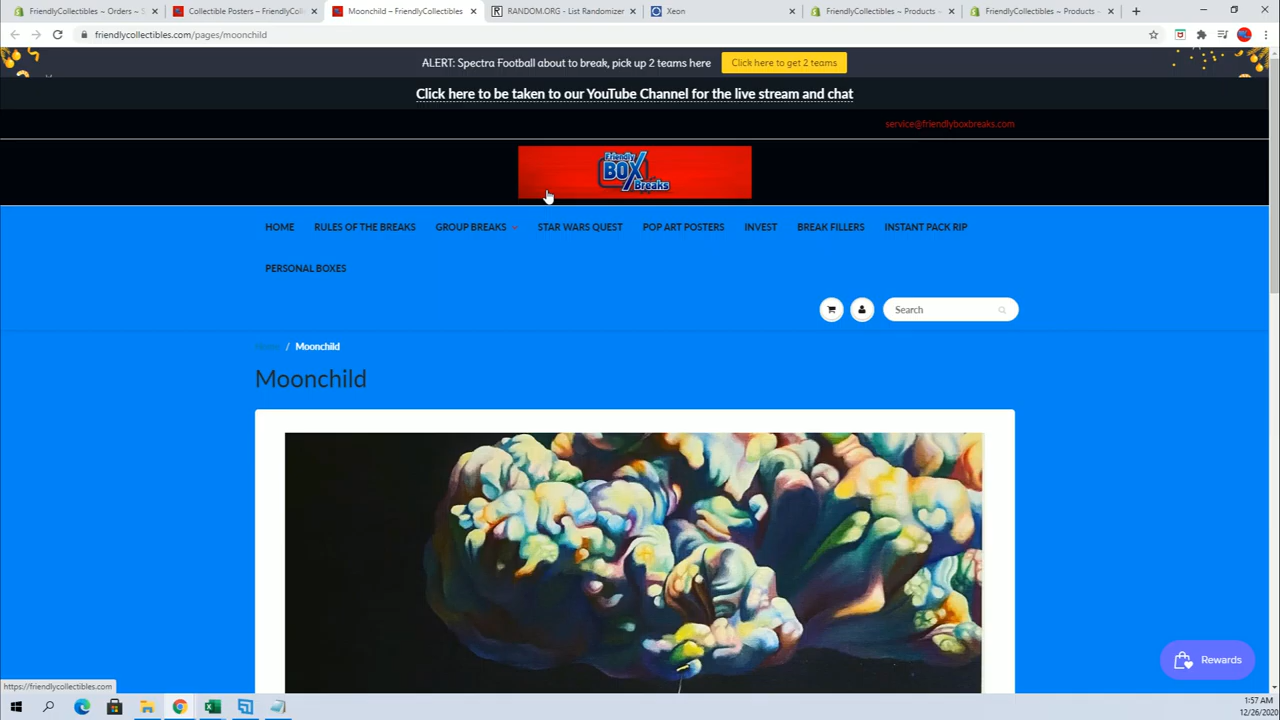 FriendlyCollectibles ~ Orders ~ S
Collectible Posters – FriendlyColl
Moonchild – FriendlyCollectibles
RANDOM.ORG - List Randomizer
Xeon
FriendlyCollectibles ~ Products ~
FriendlyCollectibles ~ Products ~
friendlycollectibles.com/pages/moonchild
ALERT: Spectra Football about to break, pick up 2 teams here
Click here to get 2 teams
Click here to be taken to our YouTube Channel for the live stream and chat
service@friendlyboxbreaks.com
Friendly
BOX
Breaks
HOME RULES OF THE BREAKS GROUP BREAKS STAR WARS QUEST POP ART POSTERS INVEST BREAK FILLERS INSTANT PACK RIP
PERSONAL BOXES
Search
Home / Moonchild
Moonchild
Rewards
https://friendlycollectibles.com
1:57 AM
12/26/2020